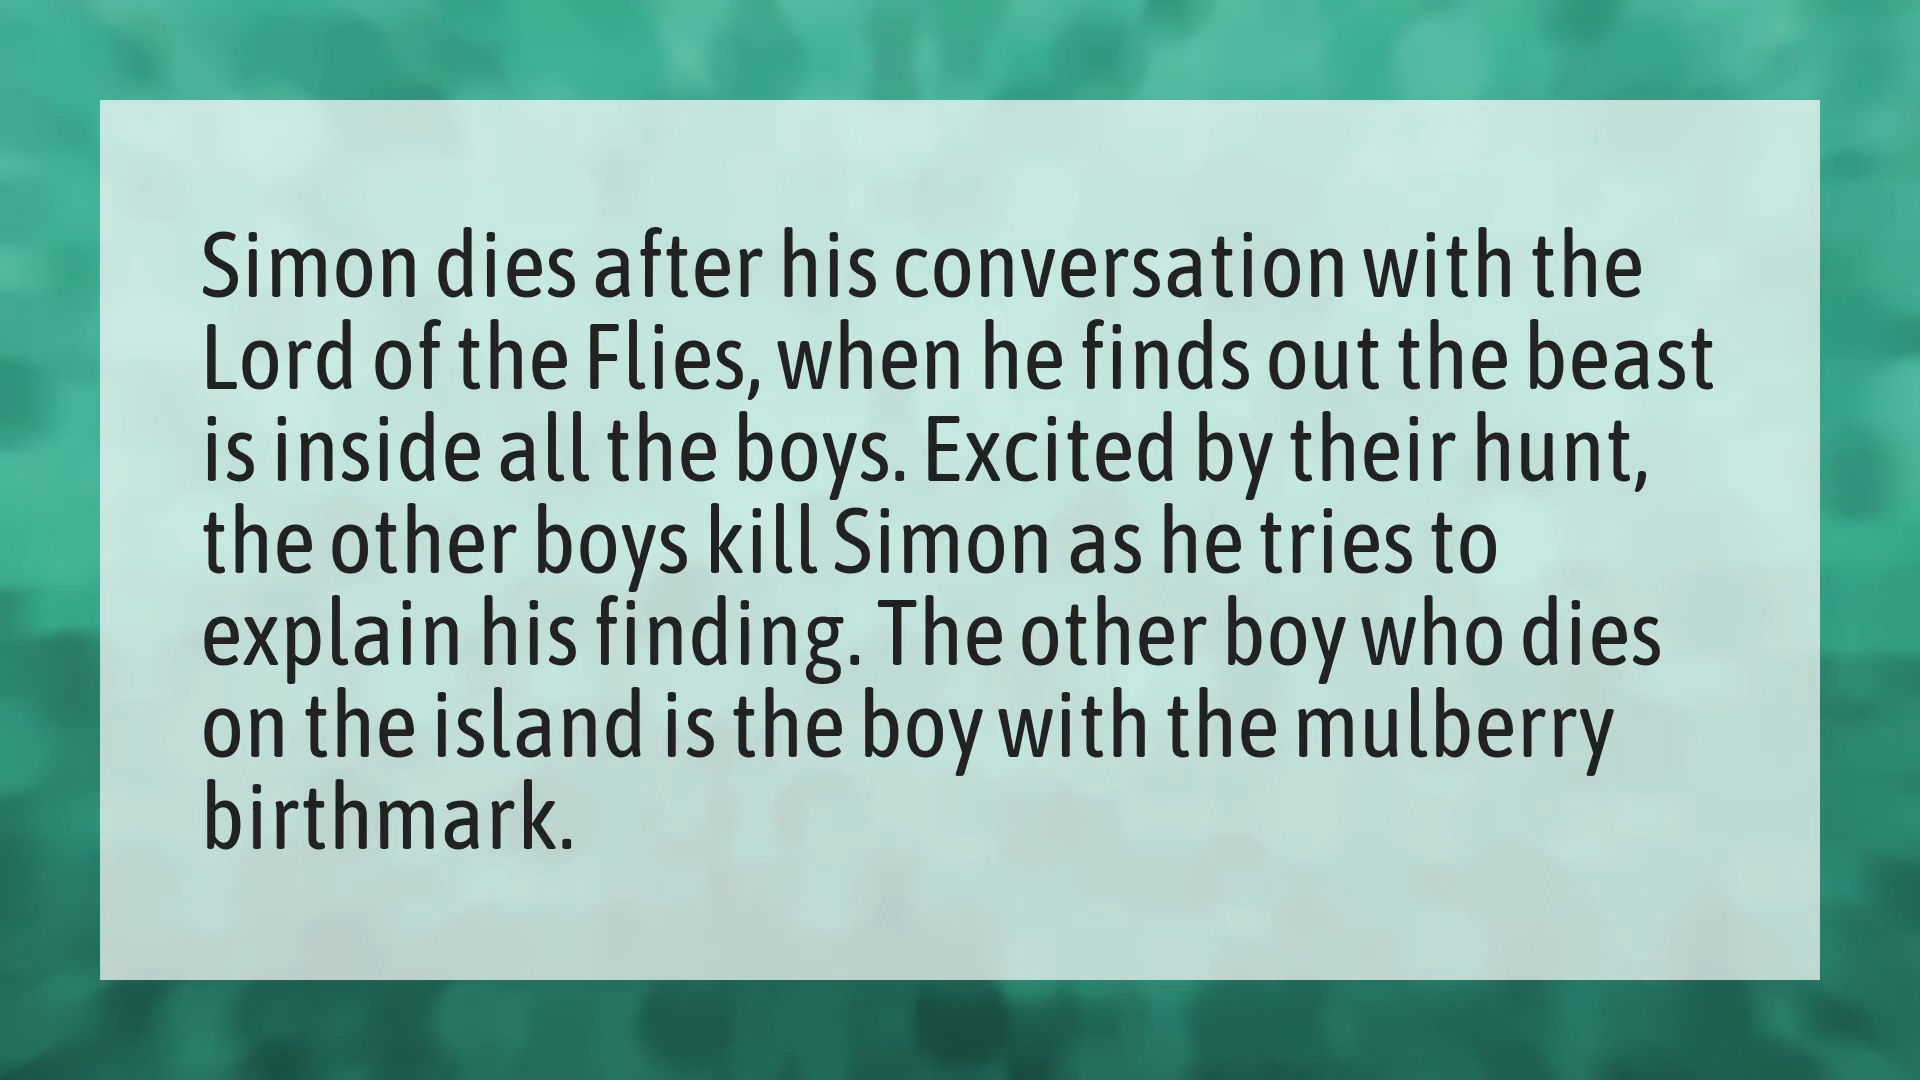 Simon dies after his conversation with the
Lord of the Flies, when he finds out the beast
is inside all the boys. Excited by their hunt,
the other boys kill Simon as he tries to
explain his finding. The other boy who dies
on the island is the boy with the mulberry
birthmark.